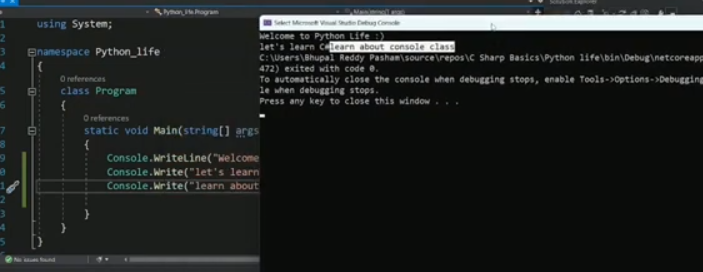 Solution Explorer
Python_life.Program
Main(string[] args)
Select Microsoft Visual Studio Debug Console
using System;
namespace Python_life
{
0 references
class Program
{
0 references
static void Main(string[] args
{
Console.WriteLine("Welcome
Console.Write("let's learn
Console.Write("learn about
}
}
}
No issues found
Welcome to Python Life :)
let's learn C#learn about console class
C:\Users\Bhupal Reddy Pasham\source\repos\C Sharp Basics\Python life\bin\Debug\netcoreapp
472) exited with code 0.
To automatically close the console when debugging stops, enable Tools->Options->Debugging
le when debugging stops.
Press any key to close this window . . .